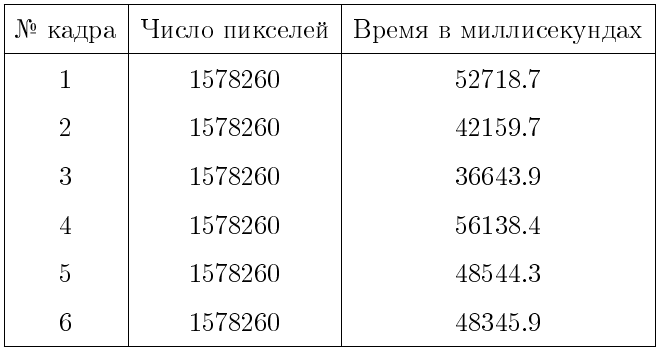 № кадра Число пикселей Время в миллисекундах
1 1578260 52718.7
2 1578260 42159.7
3 1578260 36643.9
4 1578260 56138.4
5 1578260 48544.3
6 1578260 48345.9